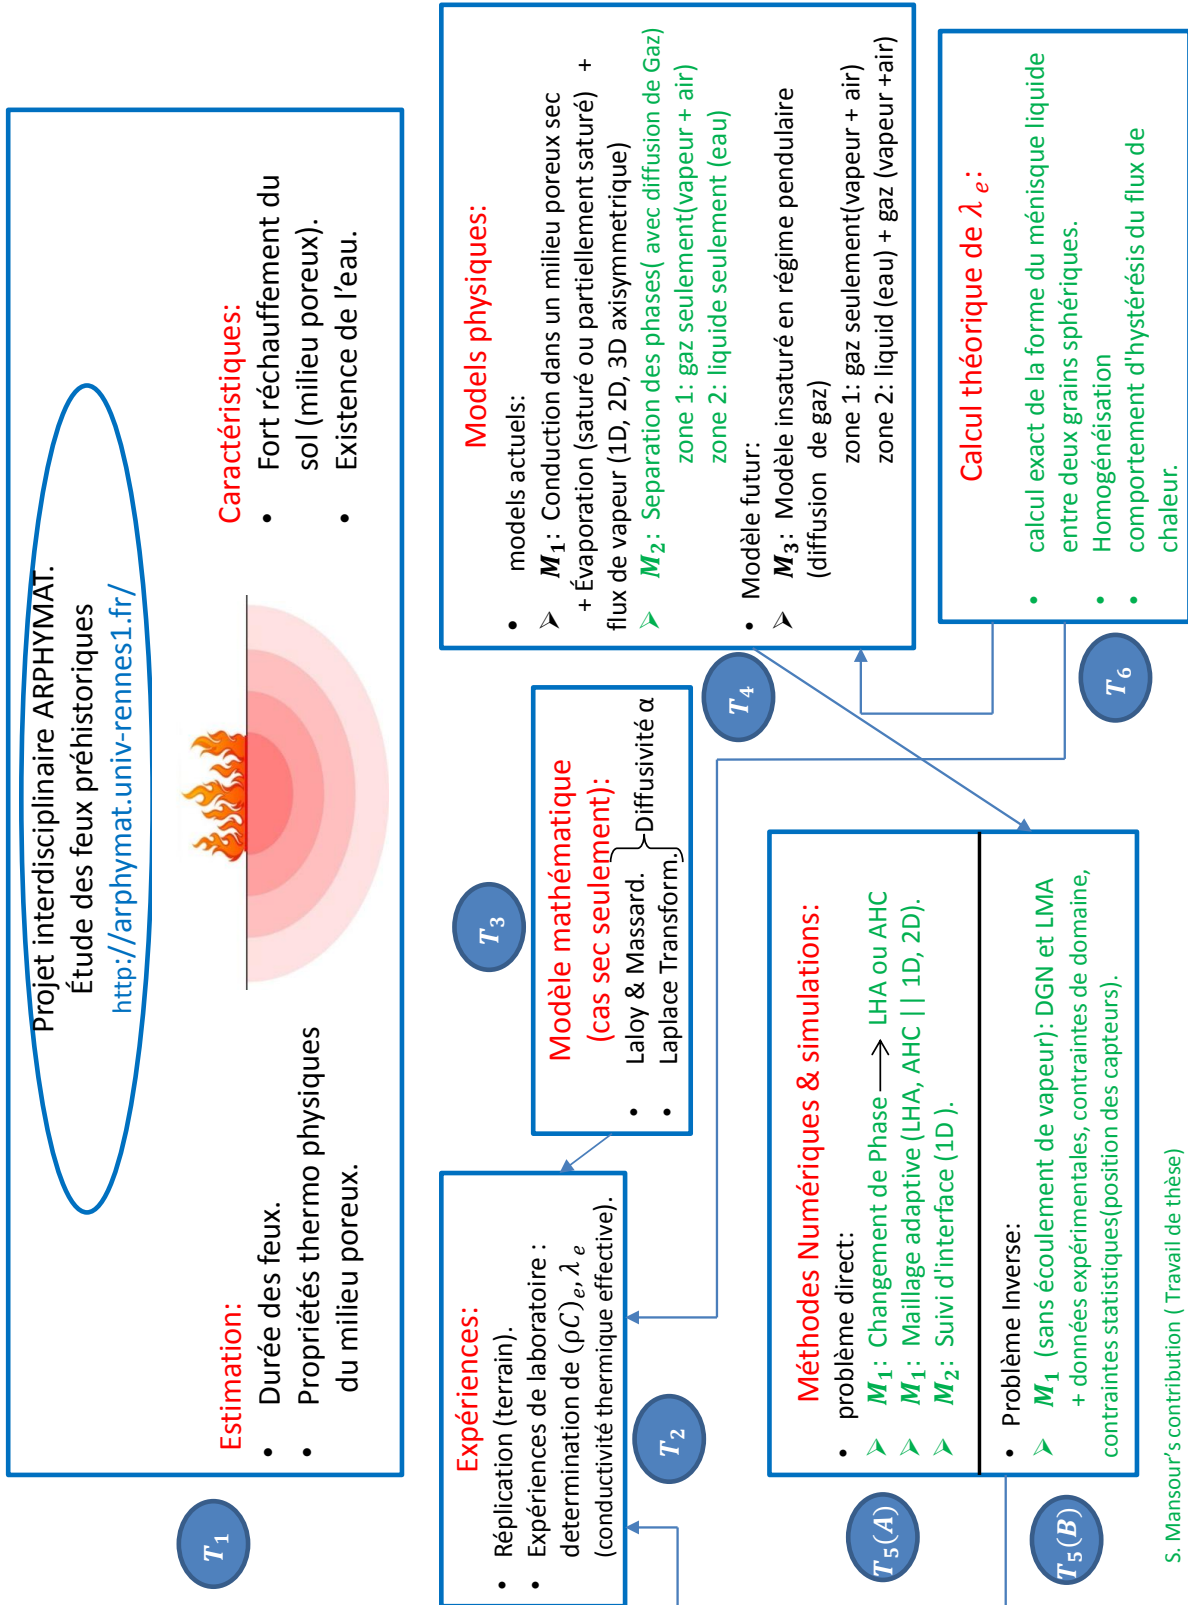 Projet interdisciplinaire ARPHYMAT.
Étude des feux préhistoriques
http://arphymat.univ-rennes1.fr/
T1
Estimation:
• Durée des feux.
• Propriétés thermo physiques
du milieu poreux.
Caractéristiques:
• Fort réchauffement du
sol (milieu poreux).
• Existence de l'eau.
Expériences:
• Réplication (terrain).
• Expériences de laboratoire :
determination de (ρC)e, λe
(conductivité thermique effective).
T2
T3
Modèle mathématique
(cas sec seulement):
• Laloy & Massard.
• Laplace Transform.
Diffusivité α
Models physiques:
• models actuels:
➢ M1: Conduction dans un milieu poreux sec
+ Évaporation (saturé ou partiellement saturé) +
flux de vapeur (1D, 2D, 3D axisymmetrique)
➢ M2: Separation des phases( avec diffusion de Gaz)
zone 1: gaz seulement(vapeur + air)
zone 2: liquide seulement (eau)
• Modèle futur:
➢ M3: Modèle insaturé en régime pendulaire
(diffusion de gaz)
zone 1: gaz seulement(vapeur + air)
zone 2: liquid (eau) + gaz (vapeur +air)
T4
T5(A)
Méthodes Numériques & simulations:
• problème direct:
➢ M1: Changement de Phase ⟶ LHA ou AHC
➢ M1: Maillage adaptive (LHA, AHC || 1D, 2D).
➢ M2: Suivi d'interface (1D ).
T5(B)
• Problème Inverse:
➢ M1 (sans écoulement de vapeur): DGN et LMA
+ données expérimentales, contraintes de domaine,
contraintes statistiques(position des capteurs).
T6
Calcul théorique de λe:
• calcul exact de la forme du ménisque liquide
entre deux grains sphériques.
• Homogénéisation
• comportement d'hystérésis du flux de
chaleur.
S. Mansour's contribution ( Travail de thèse)